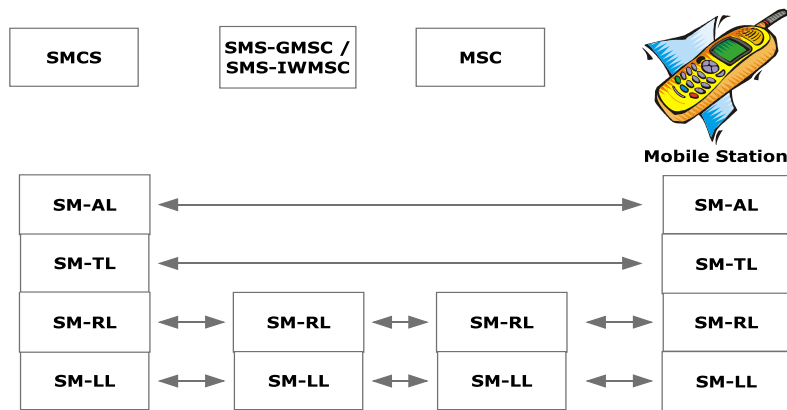 SMCS
SMS-GMSC /
SMS-IWMSC
MSC
Mobile Station
SM-AL
SM-AL
SM-TL
SM-TL
SM-RL
SM-RL
SM-RL
SM-RL
SM-LL
SM-LL
SM-LL
SM-LL